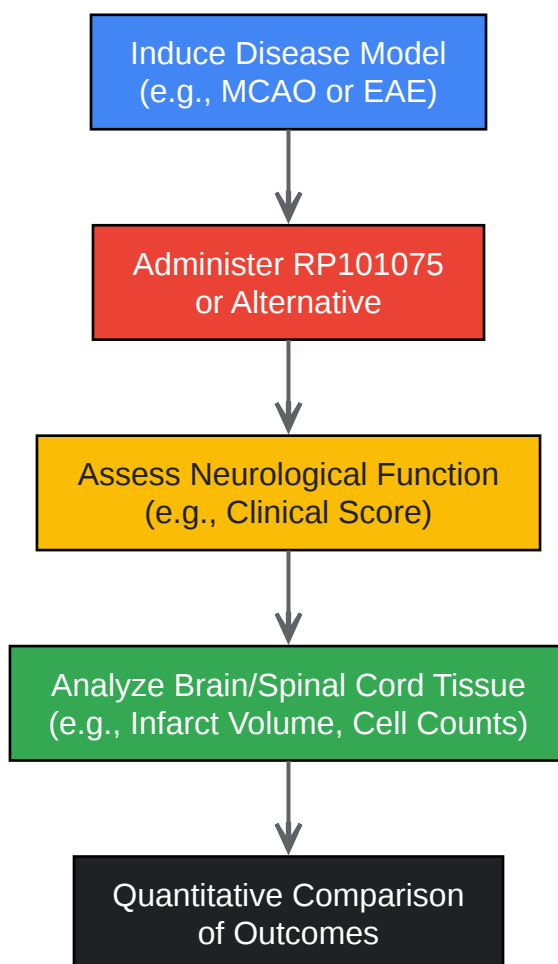 Induce Disease Model
(e.g., MCAO or EAE)
Administer RP101075
or Alternative
Assess Neurological Function
(e.g., Clinical Score)
Analyze Brain/Spinal Cord Tissue
(e.g., Infarct Volume, Cell Counts)
Quantitative Comparison
of Outcomes